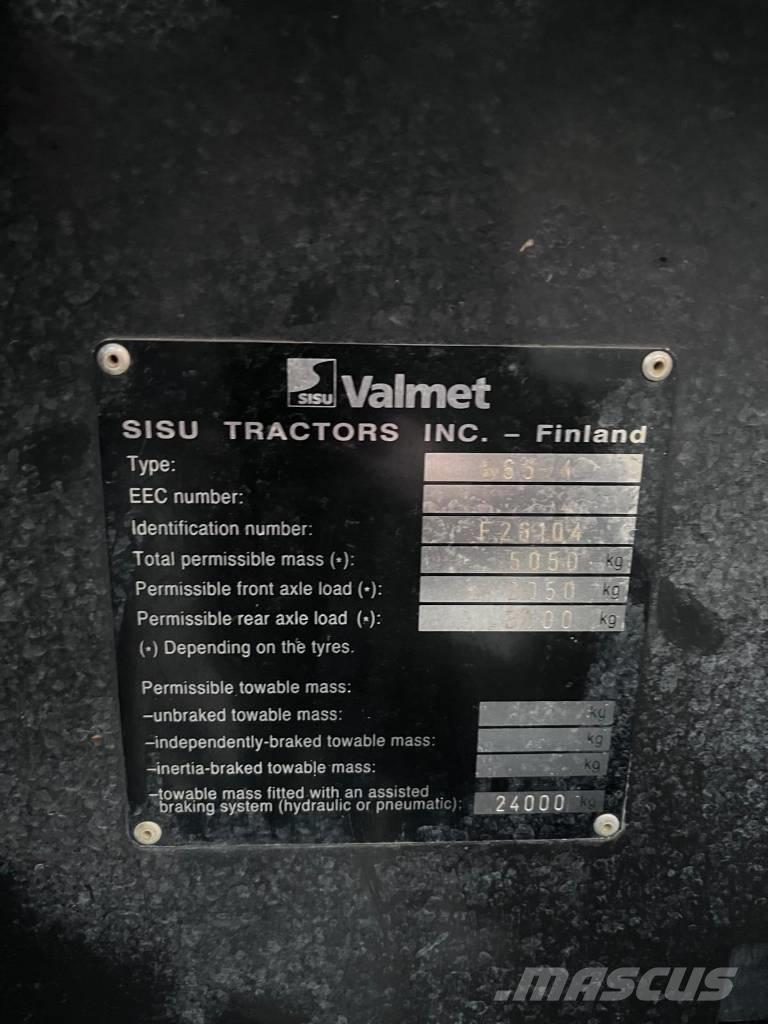 SISU Valmet
SISU TRACTORS INC. – Finland
Type:
EEC number:
Identification number: E26104
Total permissible mass (*): 5050 kg
Permissible front axle load (*): kg
Permissible rear axle load (*): kg
(*) Depending on the tyres.
Permissible towable mass:
–unbraked towable mass: kg
–independently-braked towable mass: kg
–inertia-braked towable mass: kg
–towable mass fitted with an assisted
braking system (hydraulic or pneumatic): 24000 kg
MASCUS